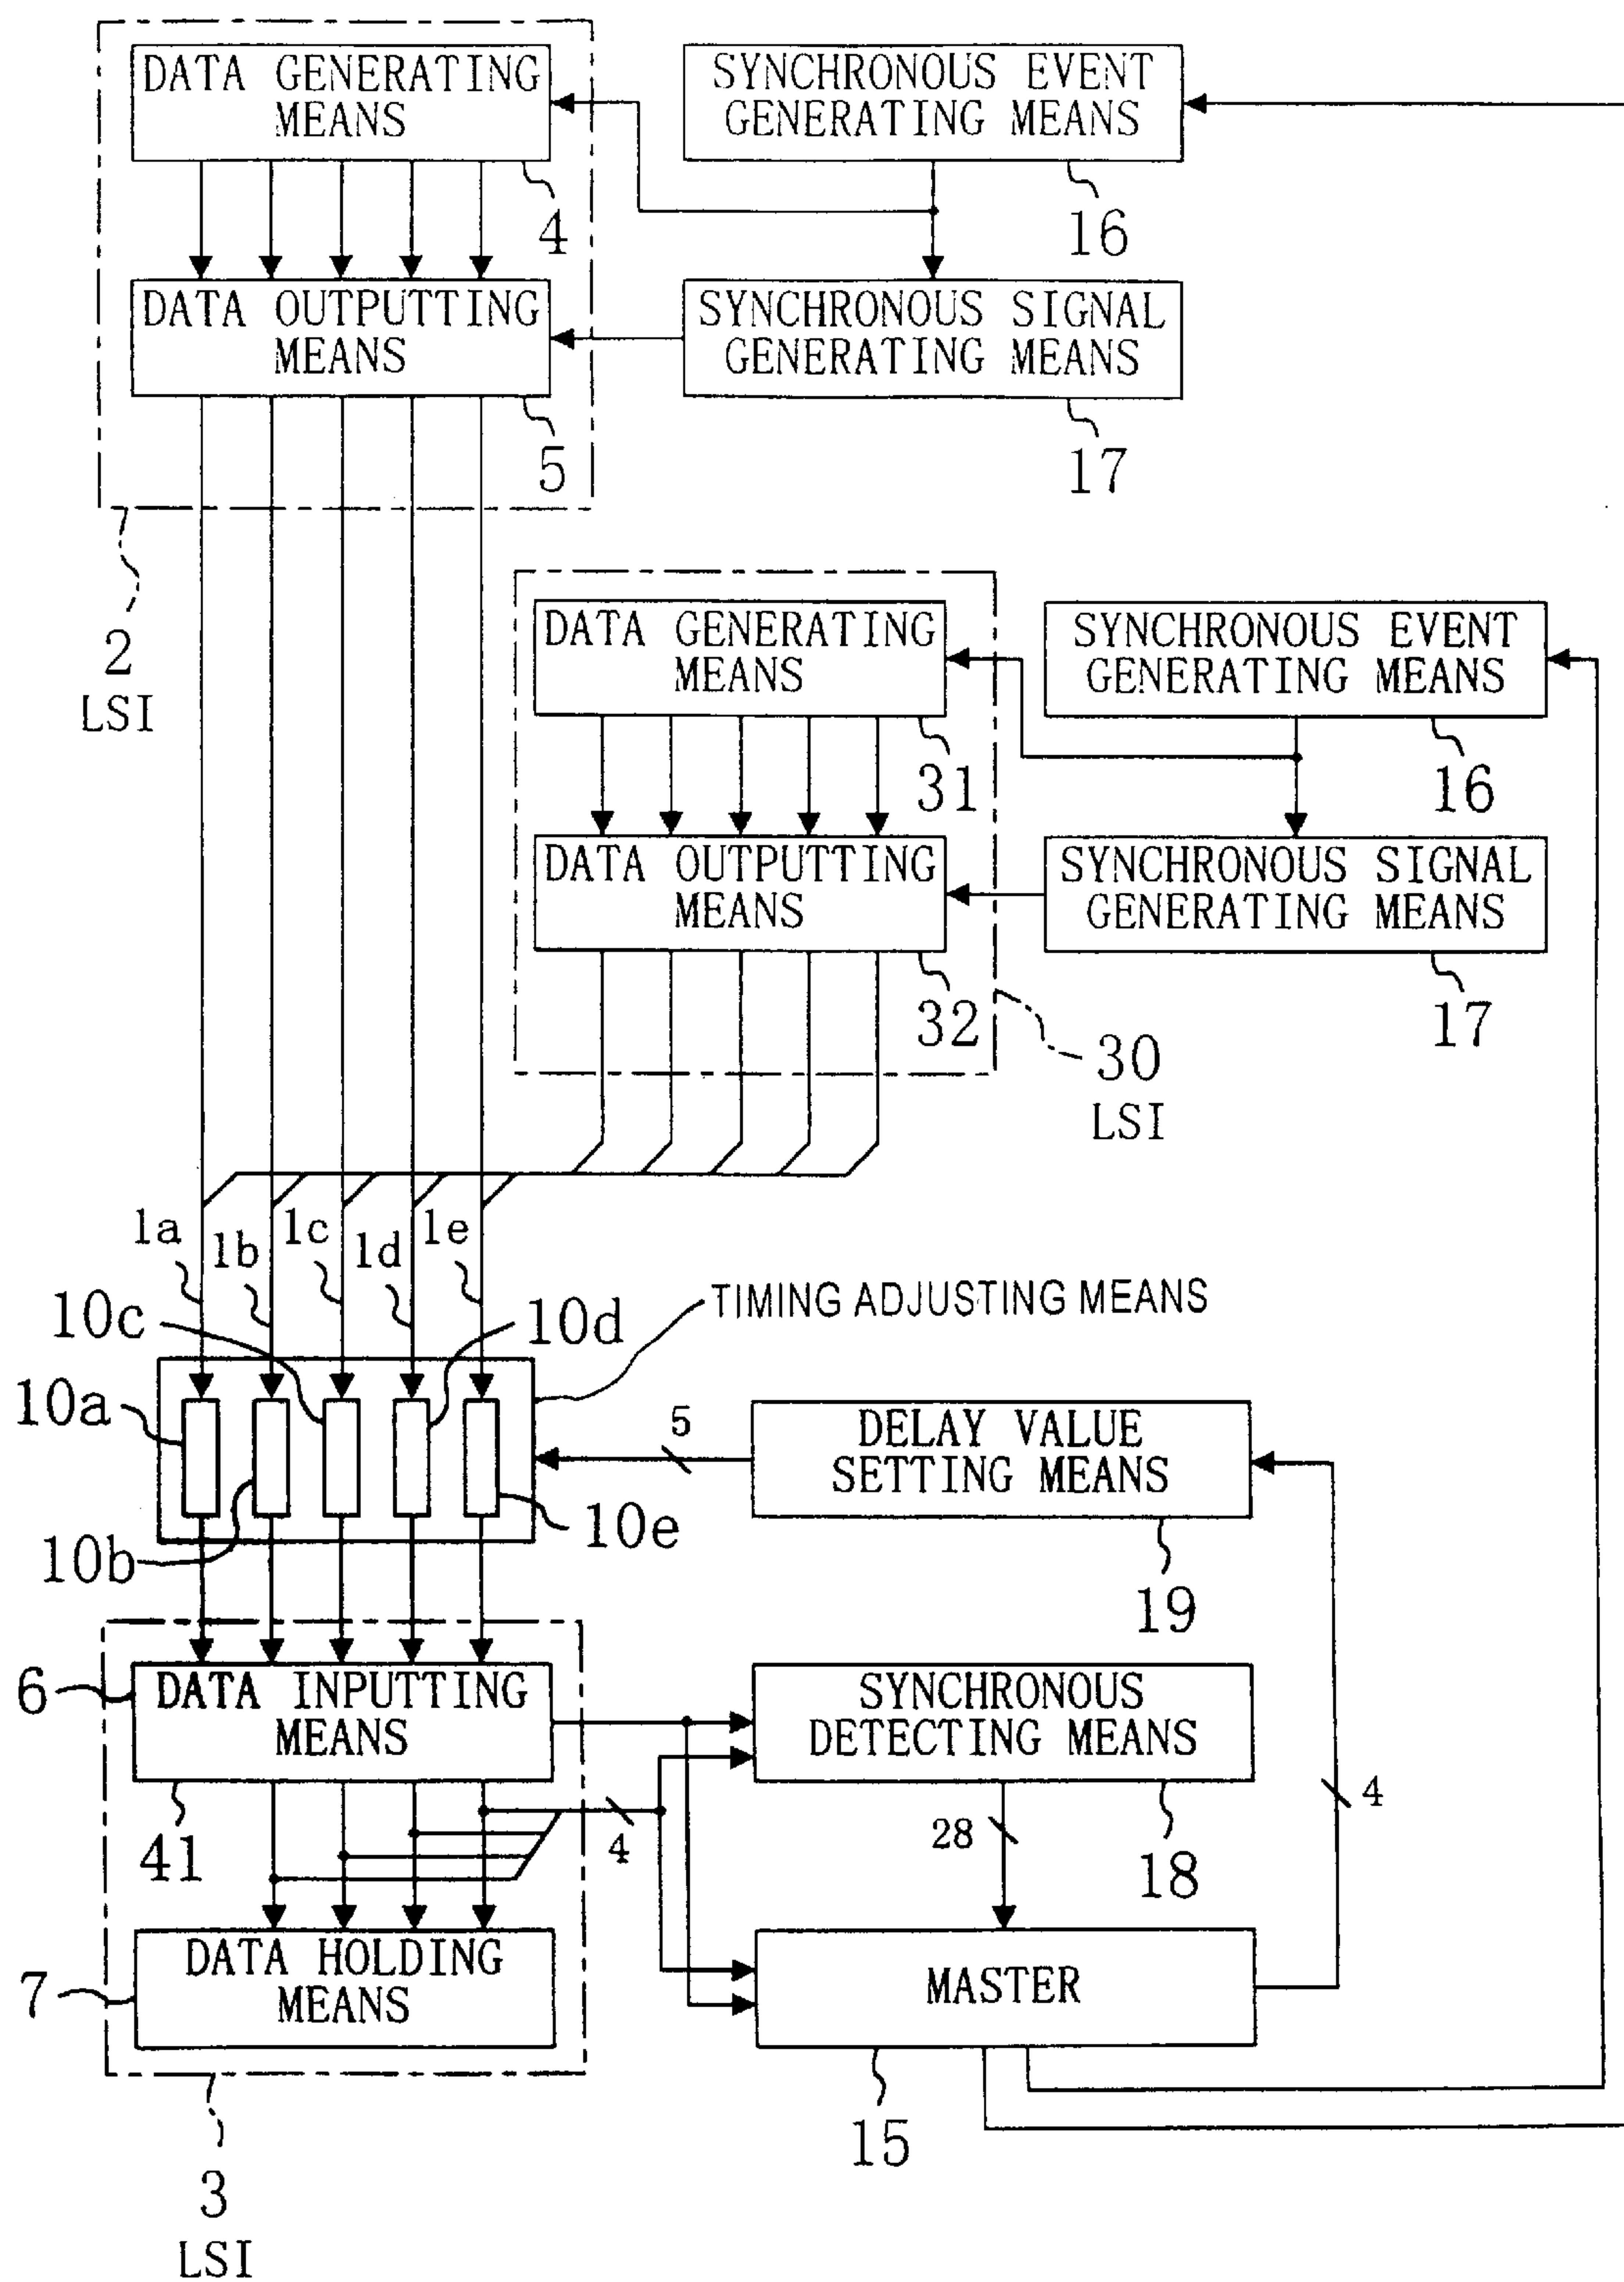 DATA GENERATING
MEANS
4
SYNCHRONOUS EVENT
GENERATING MEANS
16
DATA OUTPUTTING
MEANS
5
SYNCHRONOUS SIGNAL
GENERATING MEANS
17
2
LSI
DATA GENERATING
MEANS
31
SYNCHRONOUS EVENT
GENERATING MEANS
16
DATA OUTPUTTING
MEANS
32
SYNCHRONOUS SIGNAL
GENERATING MEANS
17
30
LSI
1a
1b
1c
1d
1e
TIMING ADJUSTING MEANS
10c
10d
10a
10b
10e
5
DELAY VALUE
SETTING MEANS
19
6
DATA INPUTTING
MEANS
41
4
SYNCHRONOUS
DETECTING MEANS
18
28
4
7
DATA HOLDING
MEANS
MASTER
15
3
LSI